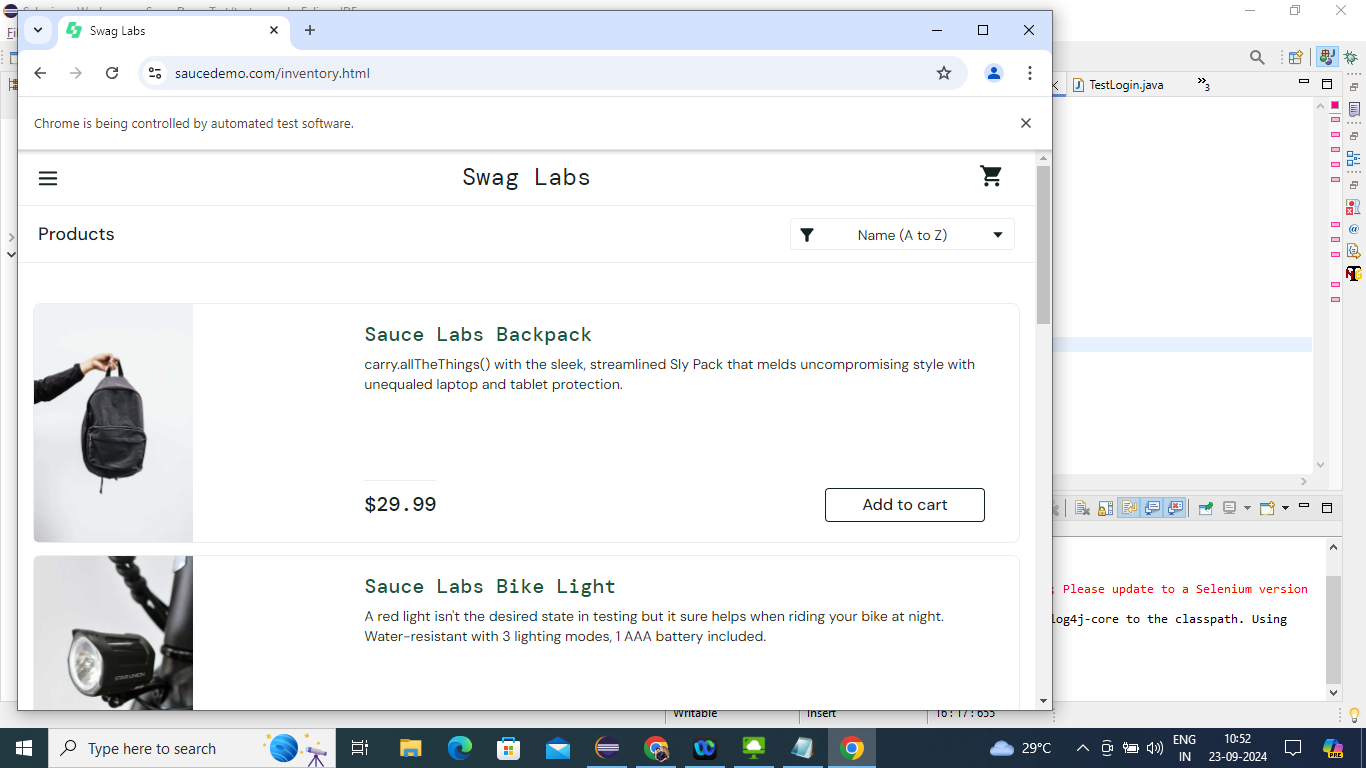 Swag Labs
saucedemo.com/inventory.html
TestLogin.java
3
Chrome is being controlled by automated test software.
Swag Labs
Products
Name (A to Z)
Sauce Labs Backpack
carry.allTheThings() with the sleek, streamlined Sly Pack that melds uncompromising style with
unequaled laptop and tablet protection.
$29.99
Add to cart
Sauce Labs Bike Light
A red light isn't the desired state in testing but it sure helps when riding your bike at night.
Water-resistant with 3 lighting modes, 1 AAA battery included.
Please update to a Selenium version
log4j-core to the classpath. Using
Writable
Insert
16 : 17 : 655
Type here to search
29°C
ENG
IN
10:52
23-09-2024
PRE